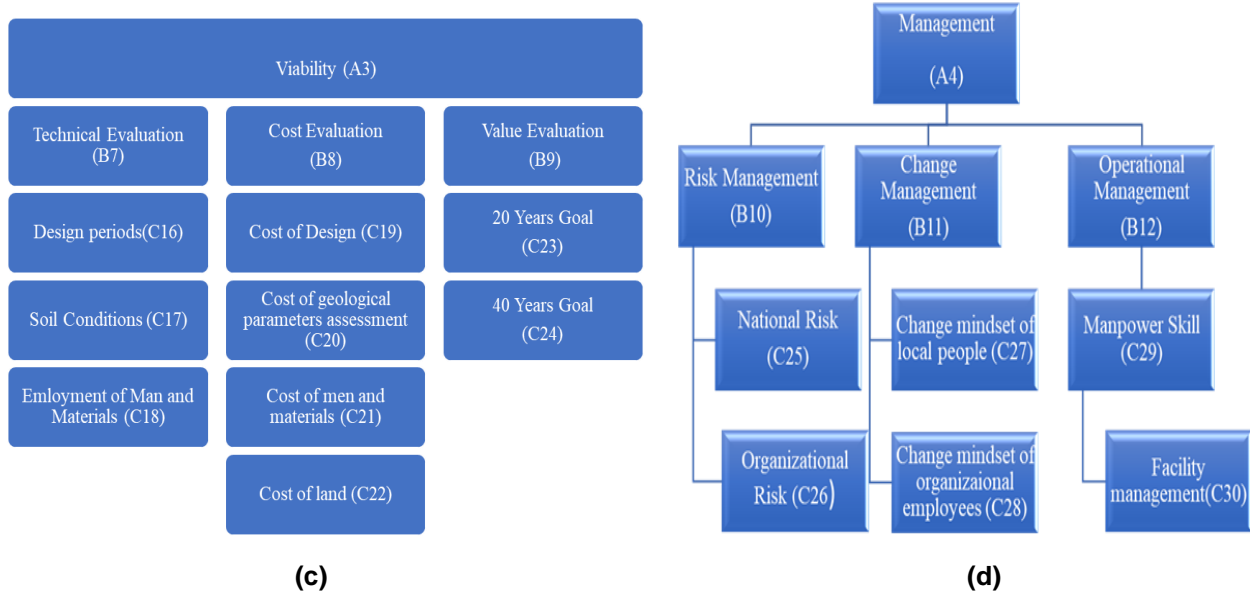 Viability (A3)
Technical Evaluation
(B7)
Cost Evaluation
(B8)
Value Evaluation
(B9)
Design periods(C16)
Cost of Design (C19)
20 Years Goal
(C23)
Soil Conditions (C17)
Cost of geological
parameters assessment
(C20)
40 Years Goal
(C24)
Emloyment of Man and
Materials (C18)
Cost of men and
materials (C21)
Cost of land (C22)
(c)
Management
(A4)
Risk Management
(B10)
Change
Management
(B11)
Operational
Management
(B12)
National Risk
(C25)
Change mindset of
local people (C27)
Manpower Skill
(C29)
Organizational
Risk (C26)
Change mindset of
organizaional
employees (C28)
Facility
management(C30)
(d)